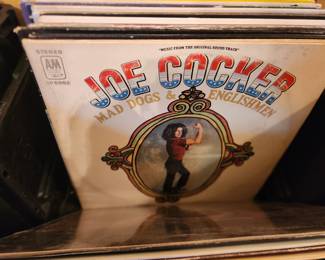 "MUSIC FROM THE ORIGINAL SOUND TRACK"
STEREO
A&M
JOE COCKER
MAD DOGS & ENGLISHMEN